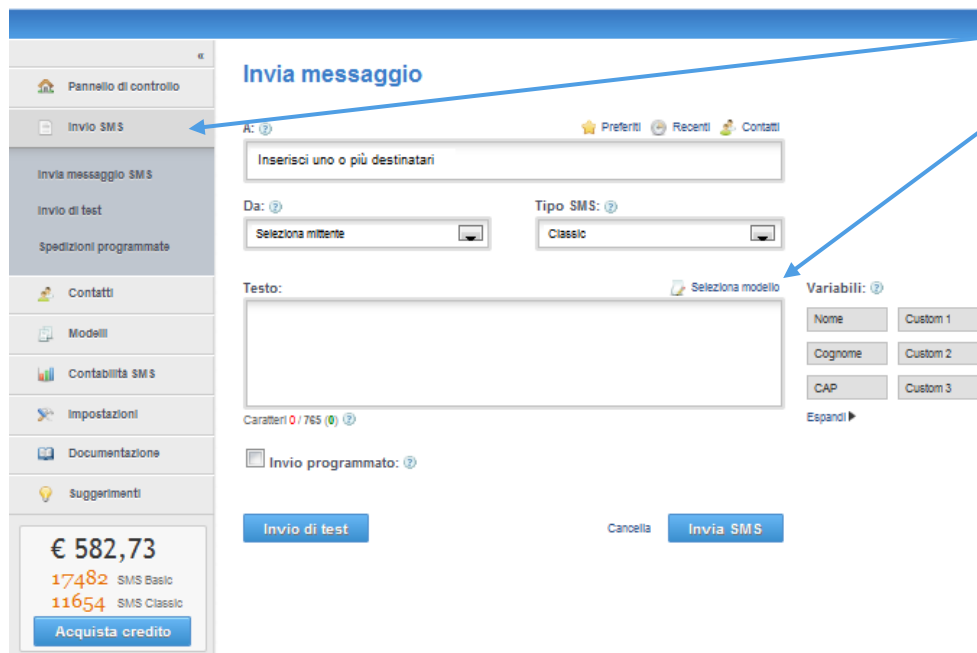 «
Pannello di controllo
Invio SMS
Invia messaggio SMS
Invio di test
Spedizioni programmate
Contatti
Modelli
Contabilità SMS
Impostazioni
Documentazione
Suggerimenti
€ 582,73
17482 SMS Basic
11654 SMS Classic
Acquista credito
Invia messaggio
A: ? Preferiti Recenti Contatti
Inserisci uno o più destinatari
Da: ? Tipo SMS: ?
Seleziona mittente Classic
Testo: Seleziona modello Variabili: ?
Nome Custom 1
Cognome Custom 2
CAP Custom 3
Caratteri 0 / 765 (0) ? Espandi
Invio programmato: ?
Invio di test Cancella Invia SMS